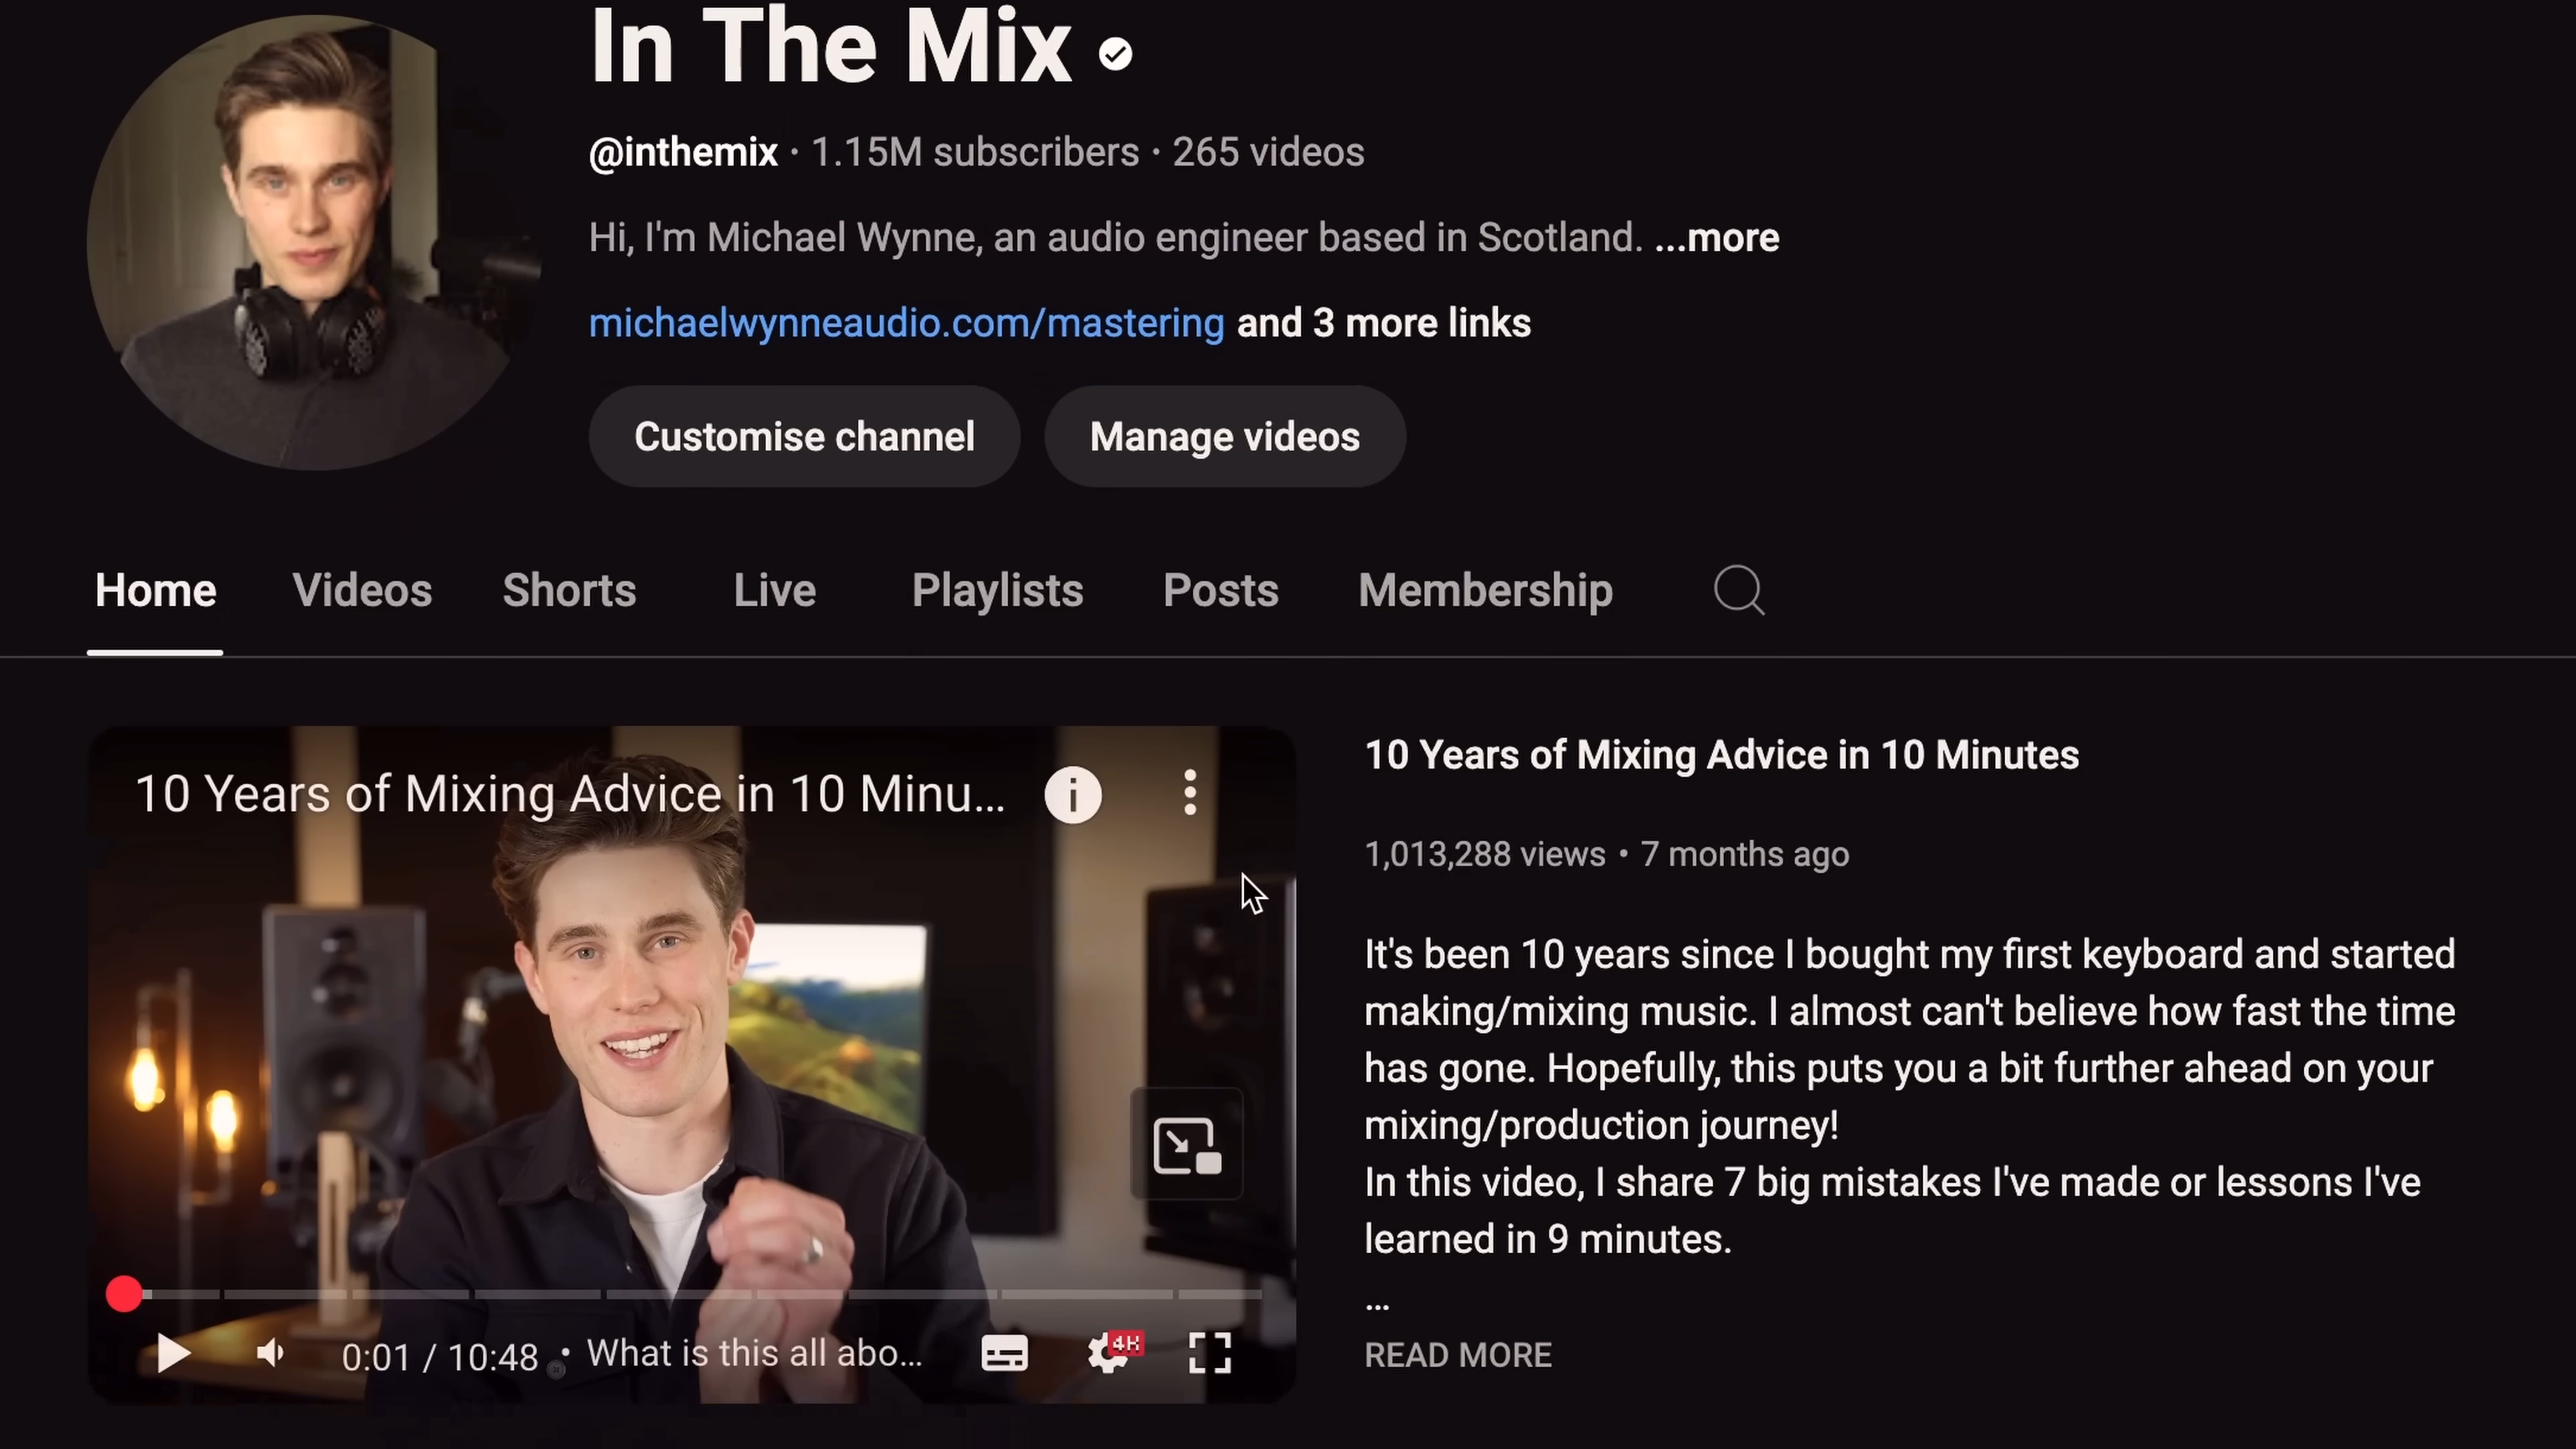 In The Mix
@inthemix · 1.15M subscribers · 265 videos
Hi, I'm Michael Wynne, an audio engineer based in Scotland. ...more
michaelwynneaudio.com/mastering and 3 more links
Customise channel
Manage videos
Home
Videos
Shorts
Live
Playlists
Posts
Membership
10 Years of Mixing Advice in 10 Minu...
0:01 / 10:48 • What is this all abo...
4K
10 Years of Mixing Advice in 10 Minutes
1,013,288 views • 7 months ago
It's been 10 years since I bought my first keyboard and started
making/mixing music. I almost can't believe how fast the time
has gone. Hopefully, this puts you a bit further ahead on your
mixing/production journey!
In this video, I share 7 big mistakes I've made or lessons I've
learned in 9 minutes.
...
READ MORE